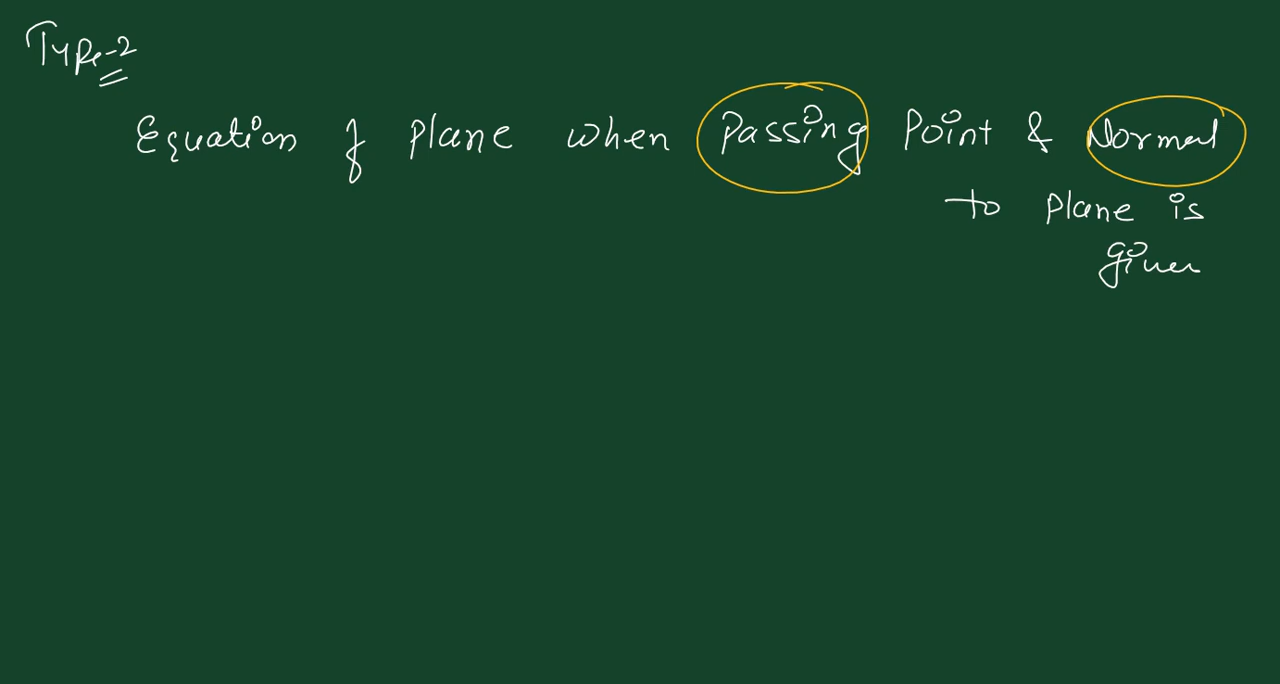 Type-2
Equation of plane when Passing Point & Normal
to plane is
given